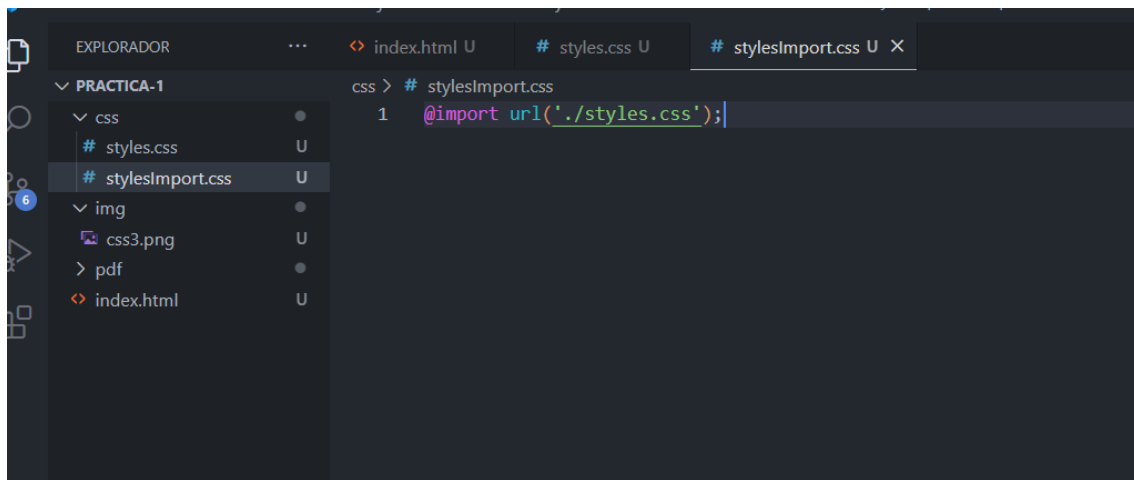 EXPLORADOR ...
index.html U
styles.css U
stylesImport.css U
PRACTICA-1
css > # stylesImport.css
1 @import url('./styles.css');
css
# styles.css U
# stylesImport.css U
6
img
css3.png U
pdf
index.html U